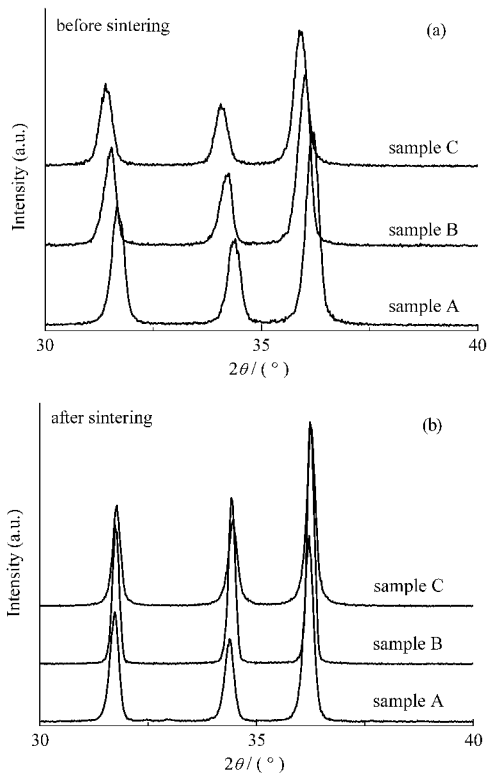 before sintering
(a)
Intensity (a.u.)
sample C
sample B
sample A
30
35
40
2θ / ( ° )
after sintering
(b)
Intensity (a.u.)
sample C
sample B
sample A
30
35
40
2θ / ( ° )